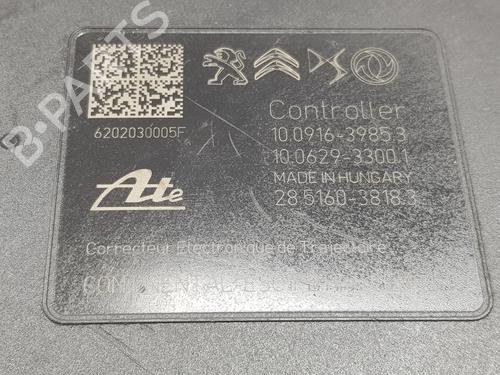 Controller
6202030005F
10.0916-3985.3
10.0629-3300.1
MADE IN HUNGARY
28.5160-3818.3
Ate
Correcteur Electronique de Trajectoire
B-PARTS